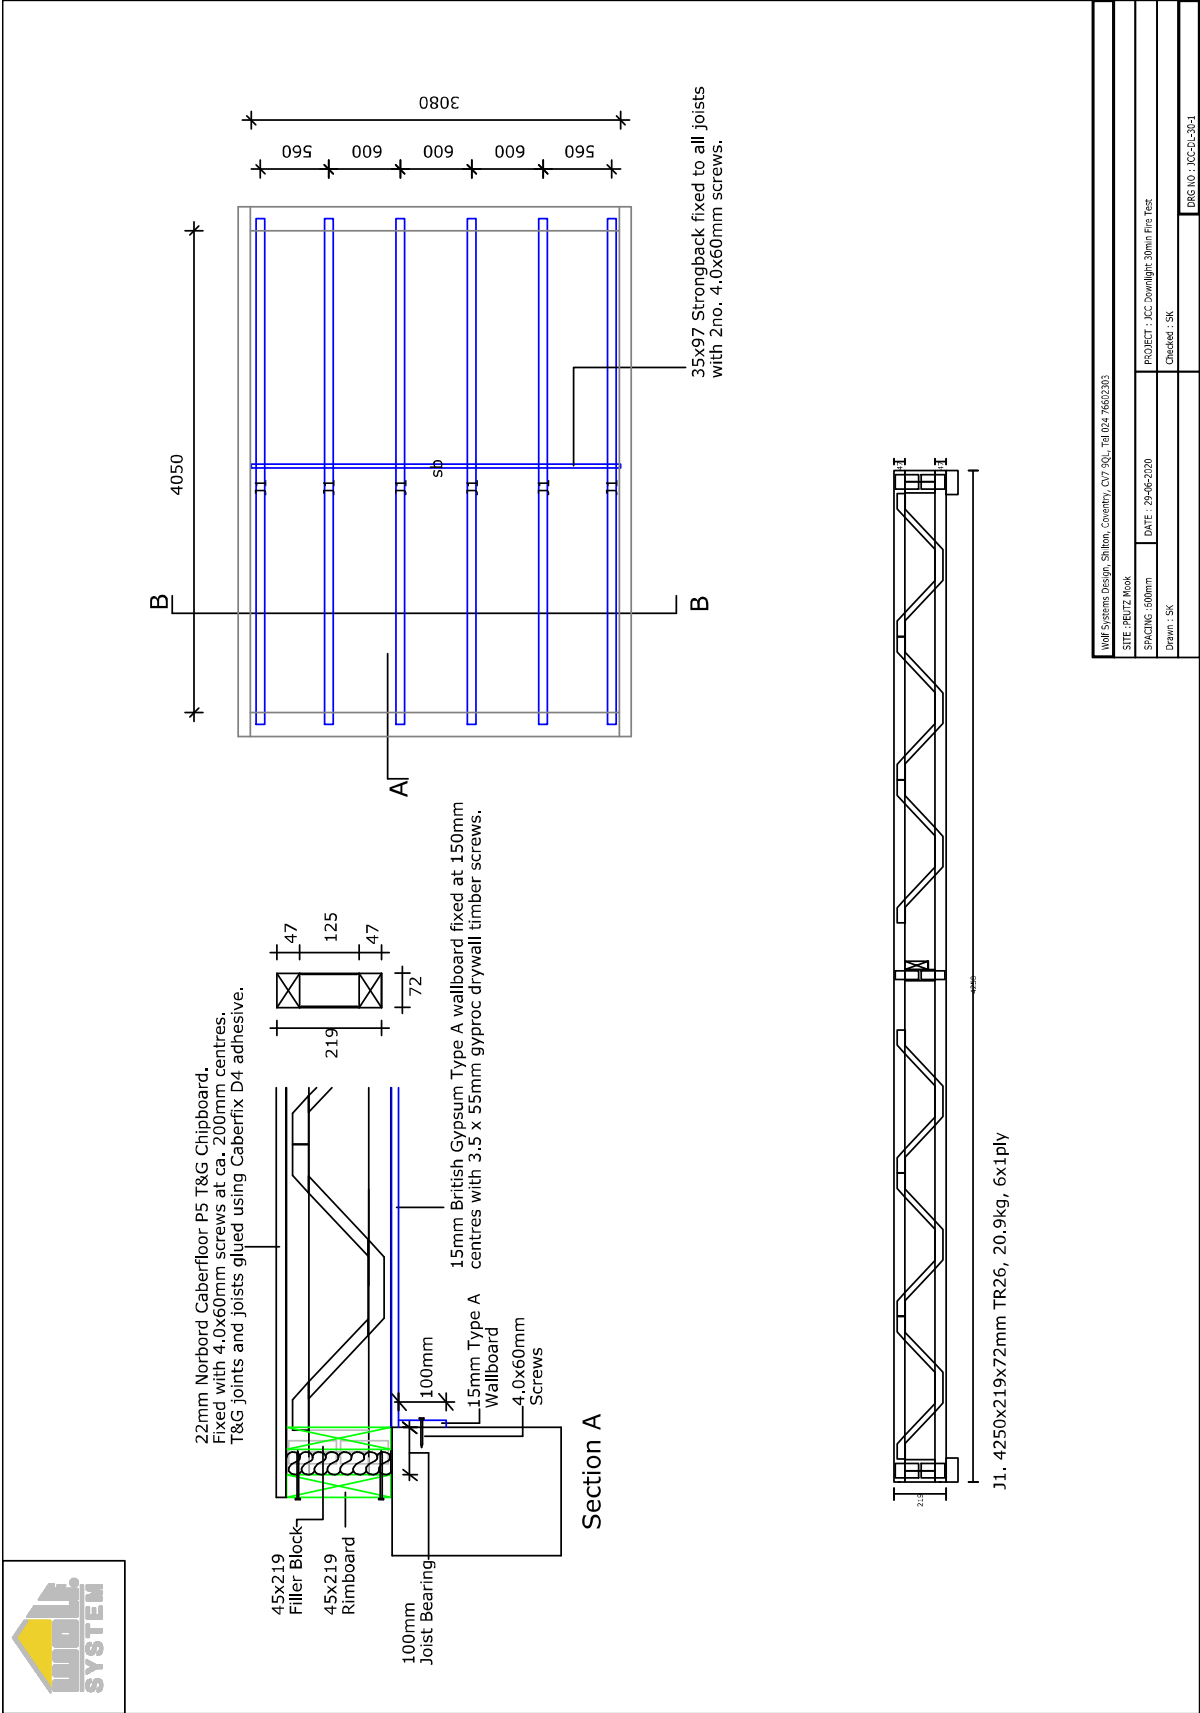 WOLF
SYSTEM
22mm Norbord Caberfloor P5 T&G Chipboard.
Fixed with 4.0x60mm screws at ca. 200mm centres.
T&G joints and joists glued using Caberfix D4 adhesive.
45x219
Filler Block
45x219
Rimboard
100mm
Joist Bearing
100mm
15mm Type A
Wallboard
4.0x60mm
Screws
15mm British Gypsum Type A wallboard fixed at 150mm
centres with 3.5 x 55mm gyproc drywall timber screws.
Section A
47
125
47
219
72
B
B
A
4050
J1
J1
J1
J1
J1
J1
sb
560
600
600
600
560
3080
35x97 Strongback fixed to all joists
with 2no. 4.0x60mm screws.
219
4250
47
47
J1. 4250x219x72mm TR26, 20.9kg, 6x1ply
Wolf Systems Design, Shilton, Coventry, CV7 9QL, Tel 024 76602303
SITE :PEUTZ Mook
SPACING :600mm
DATE : 29-06-2020
PROJECT : JCC Downlight 30min Fire Test
Drawn : SK
Checked : SK
DRG NO : JCC-DL-30-1